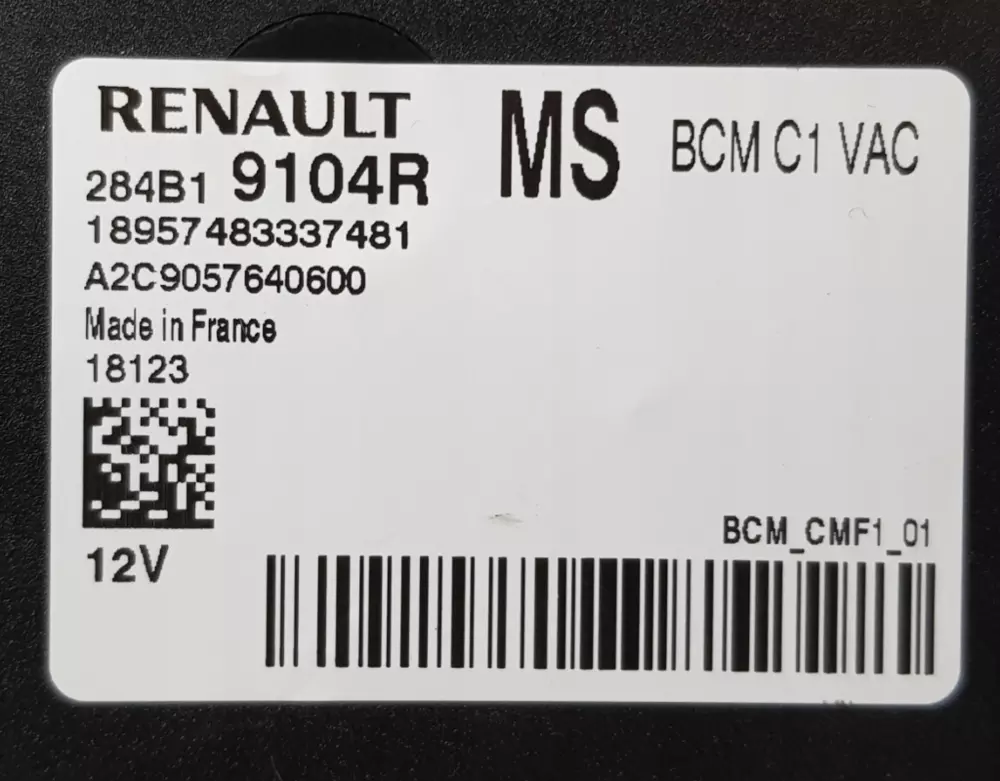 RENAULT
MS
BCM C1 VAC
284B1 9104R
18957483337481
A2C9057640600
Made in France
18123
12V
BCM_CMF1_01